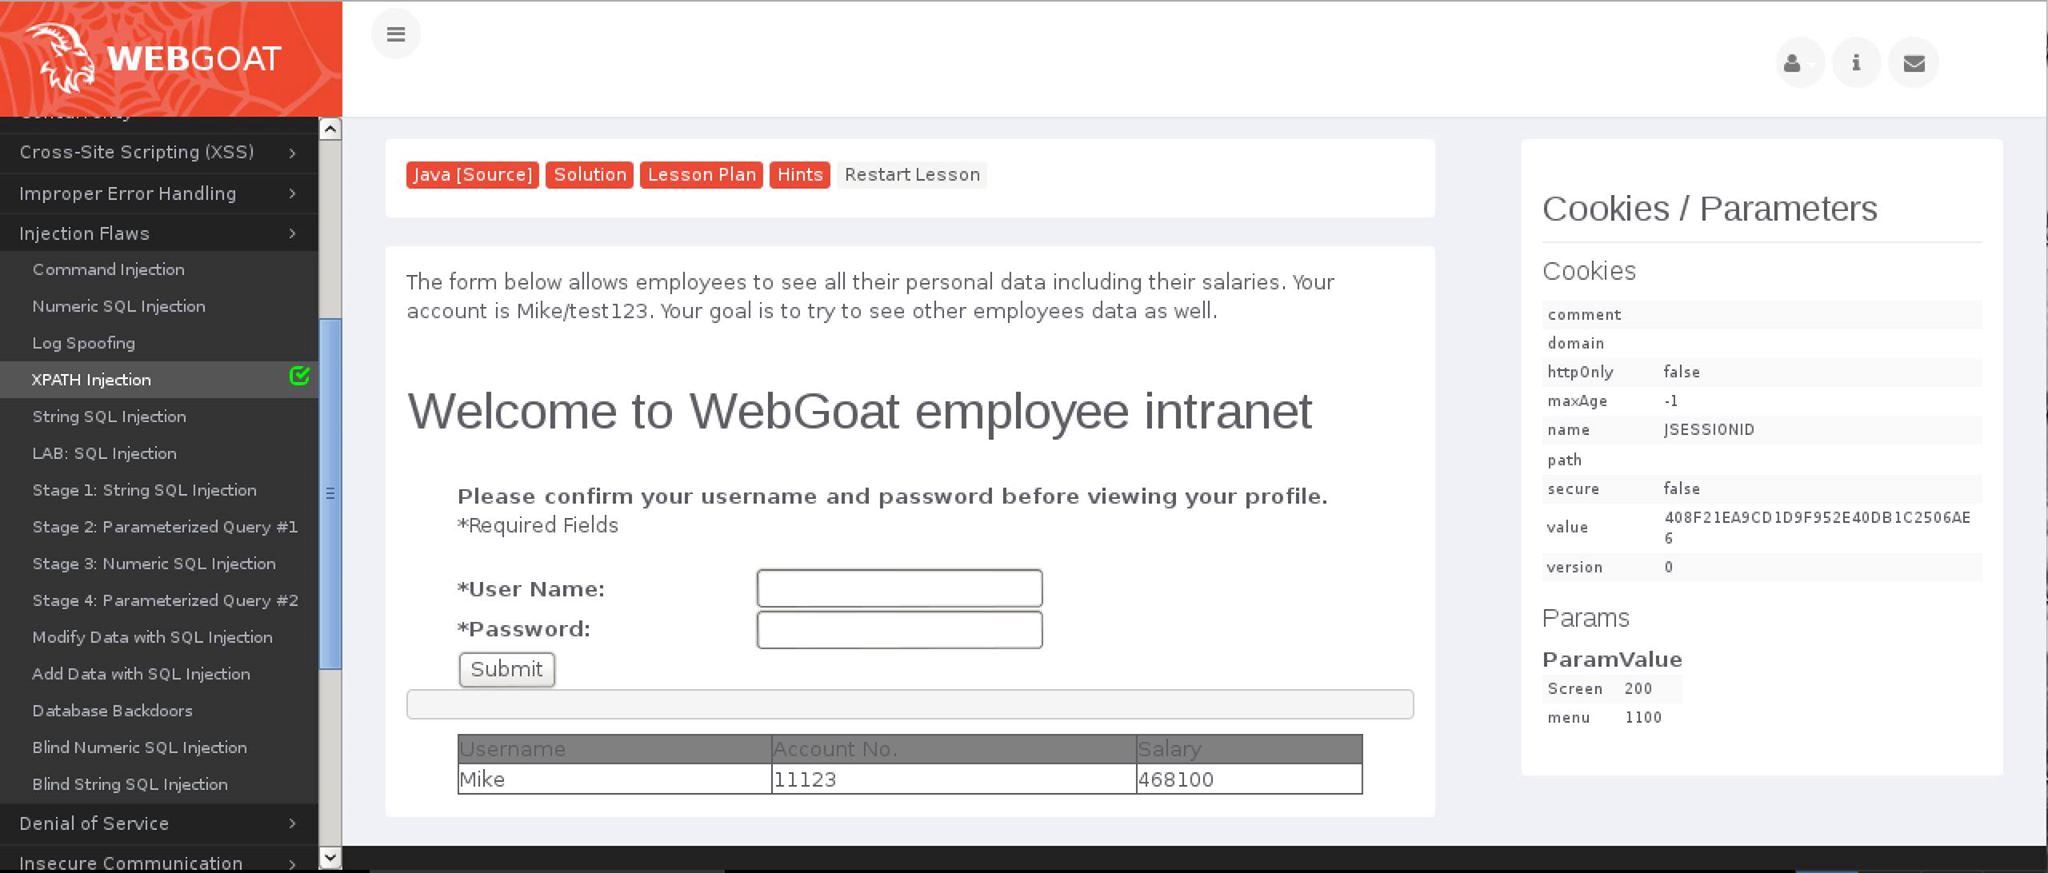 WEBGOAT
Concurrency
Cross-Site Scripting (XSS)
Improper Error Handling
Injection Flaws
Command Injection
Numeric SQL Injection
Log Spoofing
XPATH Injection
String SQL Injection
LAB: SQL Injection
Stage 1: String SQL Injection
Stage 2: Parameterized Query #1
Stage 3: Numeric SQL Injection
Stage 4: Parameterized Query #2
Modify Data with SQL Injection
Add Data with SQL Injection
Database Backdoors
Blind Numeric SQL Injection
Blind String SQL Injection
Denial of Service
Insecure Communication
Java [Source] Solution Lesson Plan Hints Restart Lesson
The form below allows employees to see all their personal data including their salaries. Your
account is Mike/test123. Your goal is to try to see other employees data as well.
Welcome to WebGoat employee intranet
Please confirm your username and password before viewing your profile.
*Required Fields
*User Name:
*Password:
Submit
Username Account No. Salary
Mike 11123 468100
Cookies / Parameters
Cookies
comment
domain
httpOnly false
maxAge -1
name JSESSIONID
path
secure false
value 408F21EA9CD1D9F952E40DB1C2506AE
6
version 0
Params
ParamValue
Screen 200
menu 1100